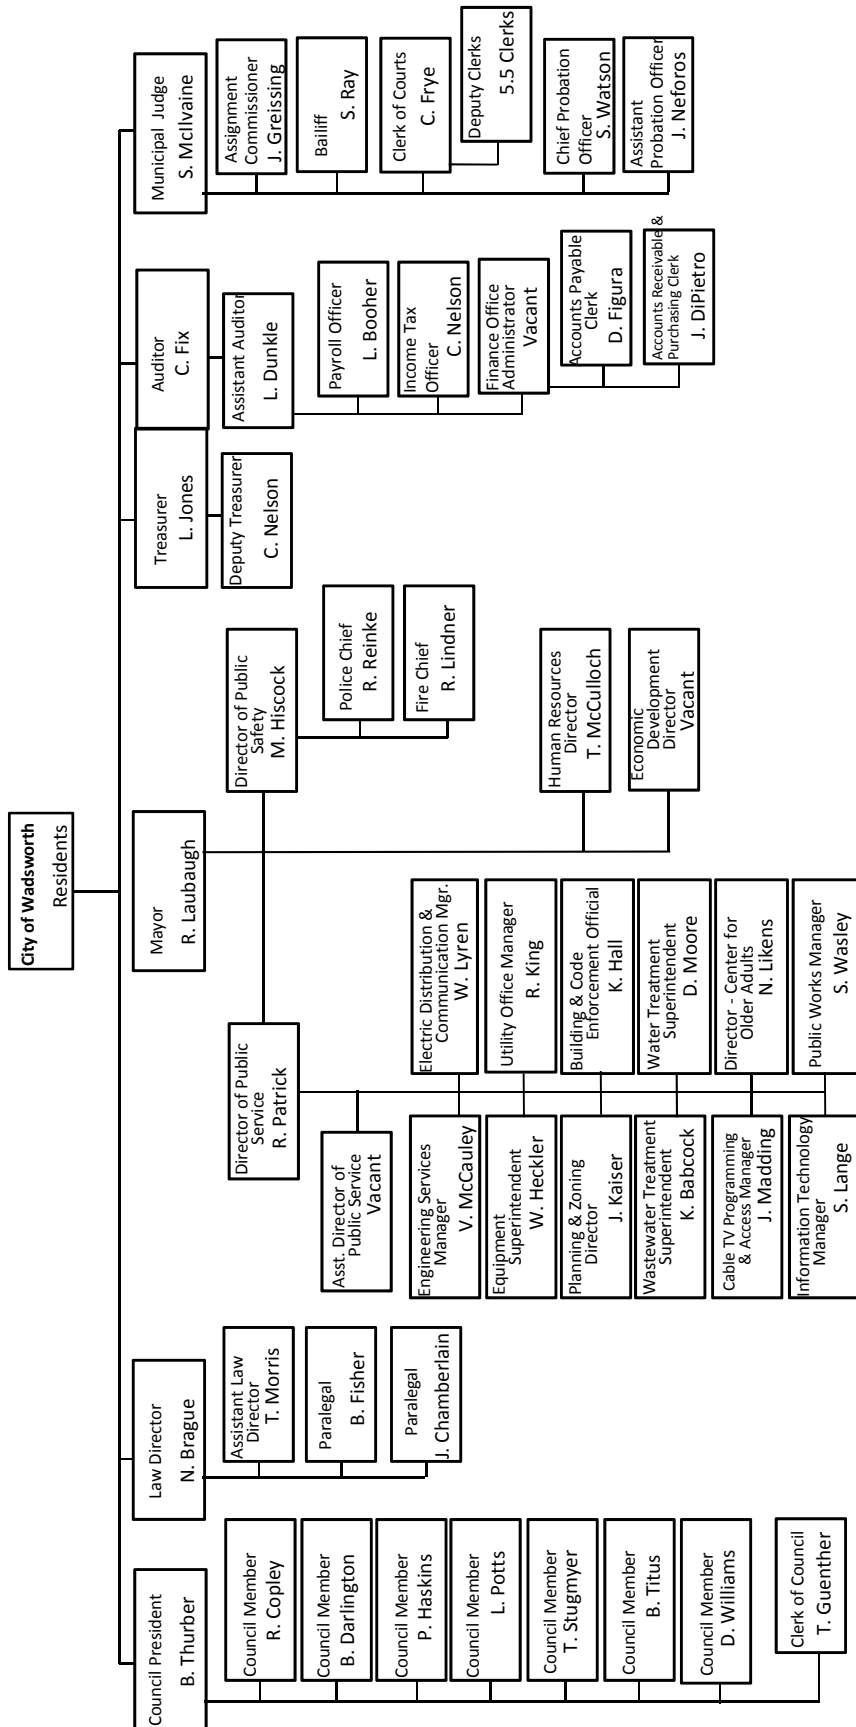 City of Wadsworth
Residents
Council President
B. Thurber
Council Member
R. Copley
Council Member
B. Darlington
Council Member
P. Haskins
Council Member
L. Potts
Council Member
T. Stugmyer
Council Member
B. Titus
Council Member
D. Williams
Clerk of Council
T. Guenther
Law Director
N. Brague
Assistant Law
Director
T. Morris
Paralegal
B. Fisher
Paralegal
J. Chamberlain
Mayor
R. Laubaugh
Director of Public
Service
R. Patrick
Asst. Director of
Public Service
Vacant
Engineering Services
Manager
V. McCauley
Electric Distribution &
Communication Mgr.
W. Lyren
Equipment
Superintendent
W. Heckler
Utility Office Manager
R. King
Planning & Zoning
Director
J. Kaiser
Building & Code
Enforcement Official
K. Hall
Wastewater Treatment
Superintendent
K. Babcock
Water Treatment
Superintendent
D. Moore
Cable TV Programming
& Access Manager
J. Madding
Director - Center for
Older Adults
N. Likens
Information Technology
Manager
S. Lange
Public Works Manager
S. Wasley
Director of Public
Safety
M. Hiscock
Police Chief
R. Reinke
Fire Chief
R. Lindner
Human Resources
Director
T. McCulloch
Economic
Development
Director
Vacant
Treasurer
L. Jones
Deputy Treasurer
C. Nelson
Auditor
C. Fix
Assistant Auditor
L. Dunkle
Payroll Officer
L. Booher
Income Tax
Officer
C. Nelson
Finance Office
Administrator
Vacant
Accounts Payable
Clerk
D. Figura
Accounts Receivable &
Purchasing Clerk
J. DiPietro
Municipal Judge
S. McIlvaine
Assignment
Commissioner
J. Greissing
Bailiff
S. Ray
Clerk of Courts
C. Frye
Deputy Clerks
5.5 Clerks
Chief Probation
Officer
S. Watson
Assistant
Probation Officer
J. Neforos